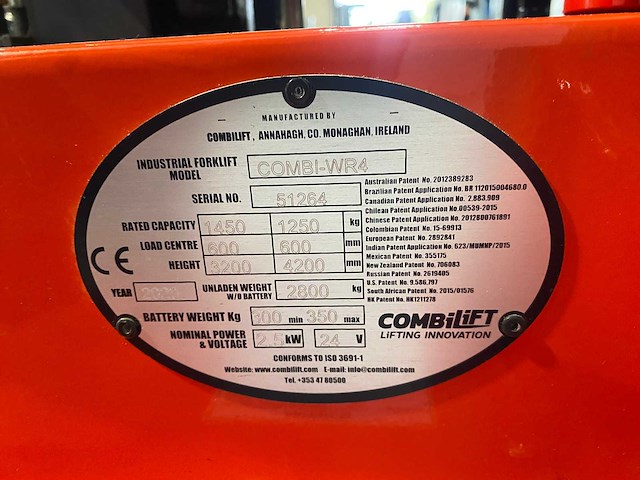 MANUFACTURED BY
COMBILIFT, ANNAHAGH, CO. MONAGHAN, IRELAND
INDUSTRIAL FORKLIFT MODEL COMBI-WR4
SERIAL NO. 51264
RATED CAPACITY 1450 1250 kg
LOAD CENTRE 600 600 mm
HEIGHT 3200 4200 mm
CE
YEAR
UNLADEN WEIGHT W/O BATTERY 2800 kg
BATTERY WEIGHT Kg 300 min 350 max
NOMINAL POWER & VOLTAGE 2.5 kW 24 V
Australian Patent No. 2012389283
Brazilian Patent Application No. BR 112015004680.0
Canadian Patent Application No. 2,883,909
Chilean Patent Application No.00539-2015
Chinese Patent Application No. 2012800761891
Colombian Patent No. 15-69913
European Patent No. 2892841
Indian Patent Application No. 623/MUMNP/2015
Mexican Patent No. 355175
New Zealand Patent No. 706083
Russian Patent No. 2619405
U.S. Patent No. 9,586,797
South African Patent No. 2015/01576
HK Patent No. HK1211278
COMBiLiFT
LiFTING INNOVATION
CONFORMS TO ISO 3691-1
Website: www.combilift.com E-mail: info@combilift.com
Tel. +353 47 80500